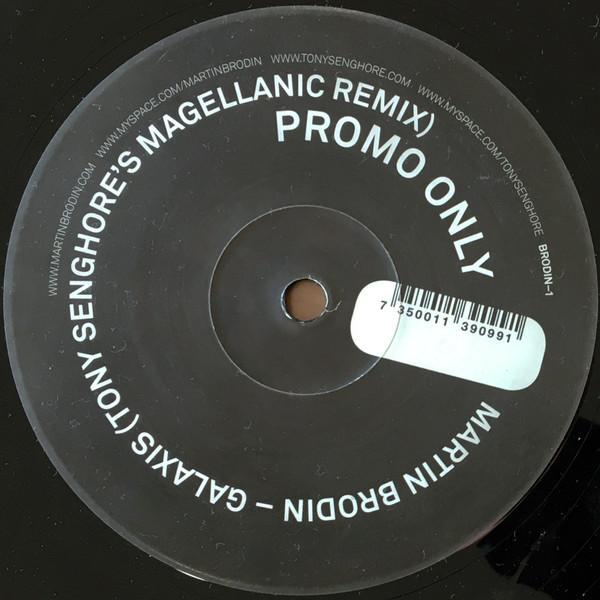 WWW.MARTINBRODIN.COM WWW.MYSPACE.COM/MARTINBRODIN WWW.TONYSENGHORE.COM WWW.MYSPACE.COM/TONYSENGHORE BRODIN-1
MARTIN BRODIN – GALAXIS (TONY SENGHORE'S MAGELLANIC REMIX)
PROMO ONLY
7 350011 390991